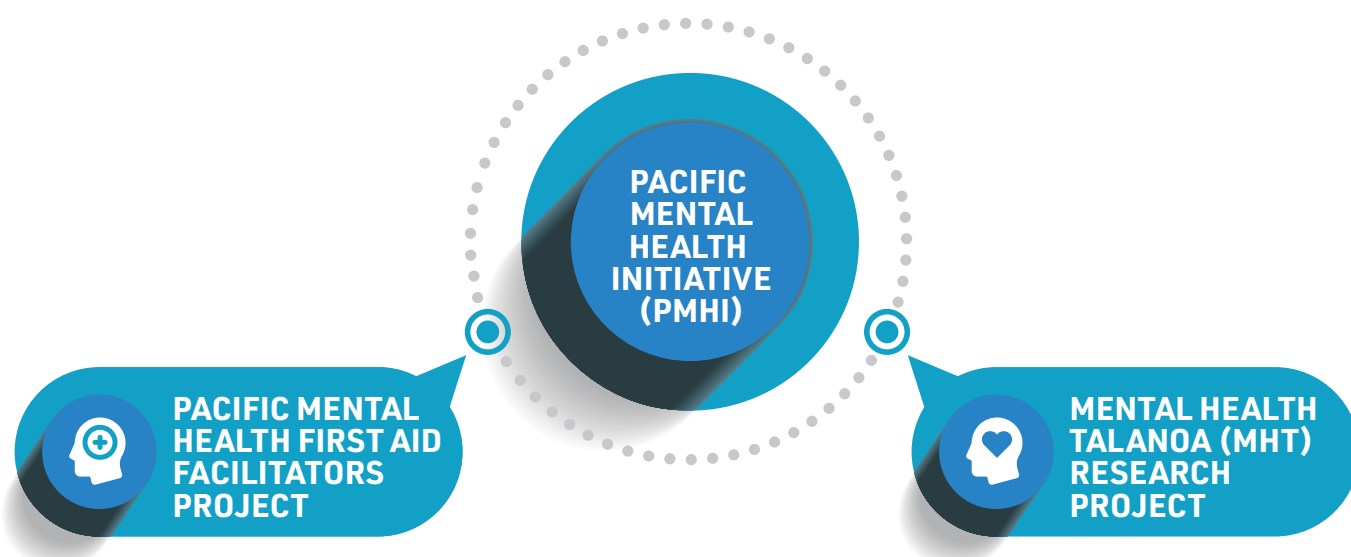 PACIFIC
MENTAL
HEALTH
INITIATIVE
(PMHI)
PACIFIC MENTAL
HEALTH FIRST AID
FACILITATORS
PROJECT
MENTAL HEALTH
TALANOA (MHT)
RESEARCH
PROJECT